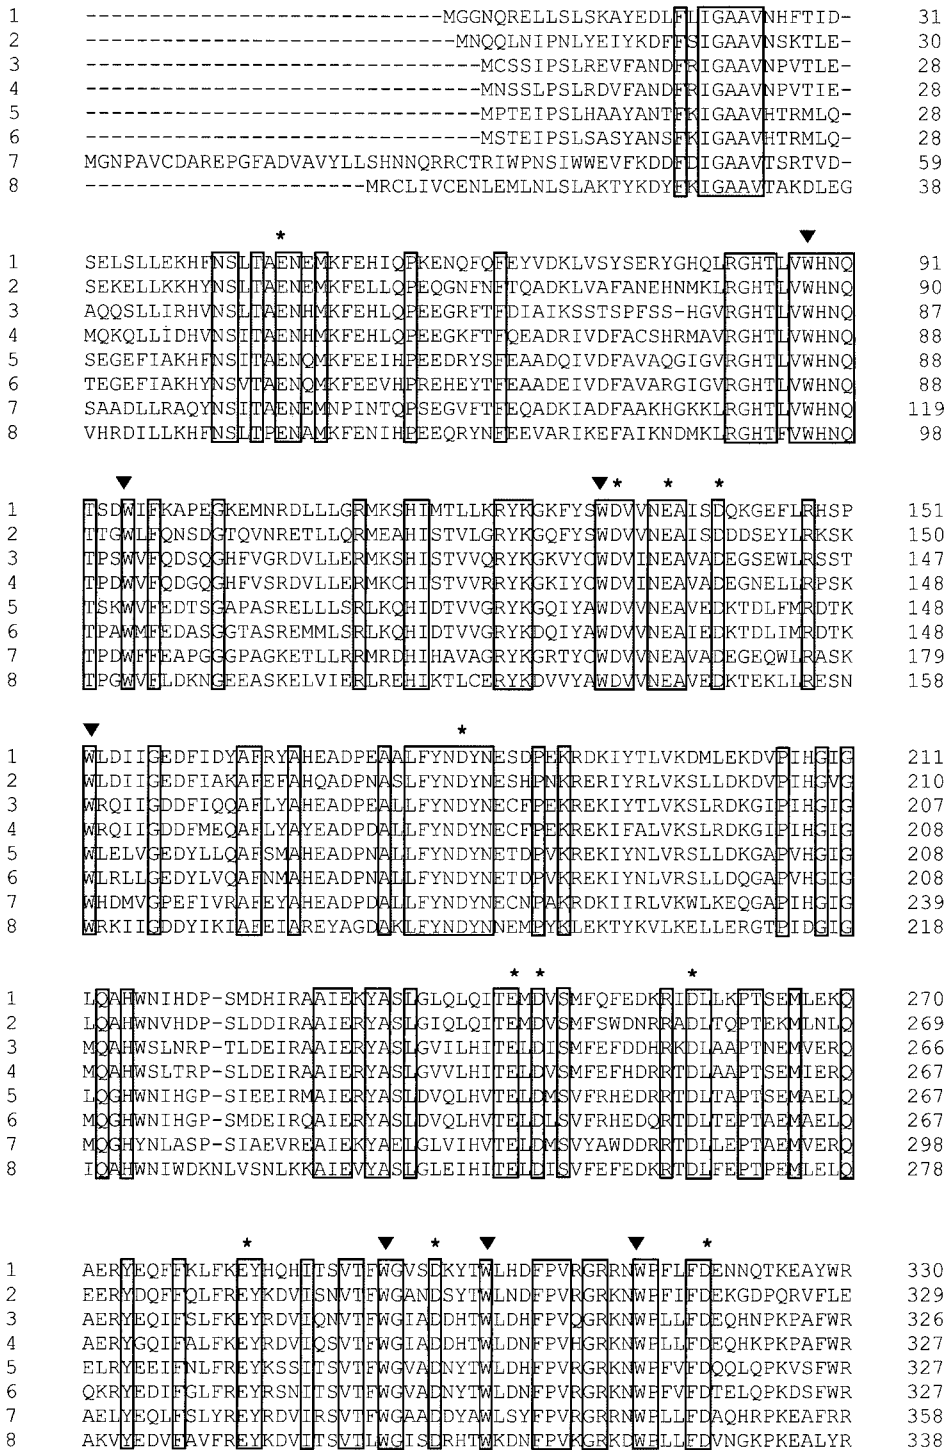 1 ----------------------------MGGNQRELLSLSKAYEDLFLIGAAVNHFTID- 31
2 -----------------------------MNQQLNIPNLYEIYKDFFSIGAAVNSKTLE- 30
3 -------------------------------MCSSIPSLREVFANDFRIGAAVNPVTLE- 28
4 -------------------------------MNSSLPSLRDVFANDFRIGAAVNPVTIE- 28
5 -------------------------------MPTEIPSLHAAYANTFKIGAAVHTRMLQ- 28
6 -------------------------------MSTEIPSLSASYANSFKIGAAVHTRMLQ- 28
7 MGNPAVCDAREPGFADVAVYLLSHNNQRRCTRIWPNSIWWEVFKDDFDIGAAVTSRTVD- 59
8 ----------------------MRCLIVCENLEMLNLSLAKTYKDYFKIGAAVTAKDLEG 38
* ▼
1 SELSLLEKHFNSLTAENEMKFEHIQPKENQFQFEYVDKLVSYSERYGHQLRGHTLVWHNQ 91
2 SEKELLKKHYNSLTAENEMKFELLQPEQGNFNFTQADKLVAFANEHNMKLRGHTLVWHNQ 90
3 AQQSLLIRHVNSLTAENHMKFEHLQPEEGRFTFDIAIKSSTSPFSS-HGVRGHTLVWHNQ 87
4 MQKQLLIDHVNSITAENHMKFEHLQPEEGKFTFQEADRIVDFACSHRMAVRGHTLVWHNQ 88
5 SEGEFIAKHFNSITAENQMKFEEIHPEEDRYSFEAADQIVDFAVAQGIGVRGHTLVWHNQ 88
6 TEGEFIAKHYNSVTAENQMKFEEVHPREHEYTFEAADEIVDFAVARGIGVRGHTLVWHNQ 88
7 SAADLLRAQYNSITAENEMNPINTQPSEGVFTFEQADKIADFAAKHGKKLRGHTLVWHNQ 119
8 VHRDILLKHFNSLTPENAMKFENIHPEEQRYNFEEVARIKEFAIKNDMKLRGHTFVWHNQ 98
▼ ▼ * * *
1 TSDWIFKAPEGKEMNRDLLLGRMKSHIMTLLKRYKGKFYSWDVVNEAISDQKGEFLRHSP 151
2 TTGWLFQNSDGTQVNRETLLQRMEAHISTVLGRYKGQFYSWDVVNEAISDDDSEYLRKSK 150
3 TPSWVFQDSQGHFVGRDVLLERMKSHISTVVQRYKGKVYCWDVINEAVADEGSEWLRSST 147
4 TPDWVFQDGQGHFVSRDVLLERMKCHISTVVRRYKGKIYCWDVINEAVADEGNELLRPSK 148
5 TSKWVFEDTSGAPASRELLLSRLKQHIDTVVGRYKGQIYAWDVVNEAVEDKTDLFMRDTK 148
6 TPAWMFEDASGGTASREMMLSRLKQHIDTVVGRYKDQIYAWDVVNEAIEDKTDLIMRDTK 148
7 TPDWFFEAPGGGPAGKETLLRRMRDHIHAVAGRYKGRTYCWDVVNEAVADEGEQWLRASK 179
8 TPGWVFLDKNGEEASKELVIERLREHIKTLCERYKDVVYAWDVVNEAVEDKTEKLLRESN 158
▼ *
1 WLDIIGEDFIDYAFRYAHEADPEAALFYNDYNESDPEKRDKIYTLVKDMLEKDVPIHGIG 211
2 WLDIIGEDFIAKAFEFAHQADPNASLFYNDYNESHPNKRERIYRLVKSLLDKDVPIHGVG 210
3 WRQIIGDDFIQQAFLYAHEADPEALLFYNDYNECFPEKREKIYTLVKSLRDKGIPIHGIG 207
4 WRQIIGDDFMEQAFLYAYEADPDALLFYNDYNECFPEKREKIFALVKSLRDKGIPIHGIG 208
5 WLELVGEDYLLQAFSMAHEADPNALLFYNDYNETDPVKREKIYNLVRSLLDKGAPVHGIG 208
6 WLRLLGEDYLVQAFNMAHEADPNALLFYNDYNETDPVKREKIYNLVRSLLDQGAPVHGIG 208
7 WHDMVGPEFIVRAFEYAHEADPDALLFYNDYNECNPAKRDKIIRLVKWLKEQGAPIHGIG 239
8 WRKIIGDDYIKIAFEIAREYAGDAKLFYNDYNNEMPYKLEKTYKVLKELLERGTPIDGIG 218
* * *
1 LQAHWNIHDP-SMDHIRAAIEKYASLGLQLQITEMDVSMFQFEDKRIDLLKPTSEMLEKQ 270
2 LQAHWNVHDP-SLDDIRAAIERYASLGIQLQITEMDVSMFSWDNRRADLTQPTEKMLNLQ 269
3 MQAHWSLNRP-TLDEIRAAIERYASLGVILHITELDISMFEFDDHRKDLAAPTNEMVERQ 266
4 MQAHWSLTRP-SLDEIRAAIERYASLGVVLHITELDVSMFEFHDRRTDLAAPTSEMIERQ 267
5 LQGHWNIHGP-SIEEIRMAIERYASLDVQLHVTELDMSVFRHEDRRTDLTAPTSEMAELQ 267
6 MQGHWNIHGP-SMDEIRQAIERYASLDVQLHVTELDLSVFRHEDQRTDLTEPTAEMAELQ 267
7 MQGHYNLASP-SIAEVREAIEKYAELGLVIHVTELDMSVYAWDDRRTDLLEPTAEMVERQ 298
8 IQAHWNIWDKNLVSNLKKAIEVYASLGLEIHITELDISVFEFEDKRTDLFEPTPEMLELQ 278
* ▼ * ▼ ▼ *
1 AERYEQFFKLFKEYHQHITSVTFWGVSDKYTWLHDFPVRGRRNWPFLFDENNQTKEAYWR 330
2 EERYDQFFQLFREYKDVISNVTFWGANDSYTWLNDFPVRGRKNWPFIFDEKGDPQRVFLE 329
3 AERYEQIFSLFKEYRDVIQNVTFWGIADDHTWLDHFPVQGRKNWPLLFDEQHNPKPAFWR 326
4 AERYGQIFALFKEYRDVIQSVTFWGIADDHTWLDHFPVHGRKNWPLLFDEQHKPKPAFWR 327
5 ELRYEEIFNLFREYKSSITSVTFWGVADNYTWLDNFPVRGRKNWPFVFDQQLQPKVSFWR 327
6 QKRYEDIFGLFREYRSNITSVTFWGVADNYTWLDNFPVRGRKNWPFVFDTELQPKDSFWR 327
7 AELYEQLFSLYREYRDVIRSVTFWGAADDYAWLSYFPVRGRRNWPLLFDAQHRPKEAFRR 358
8 AKVYEDVFAVFREYKDVITSVTLWGISDRHTWKDNFPVKGRKDWPLLFDVNGKPKEALYR 338